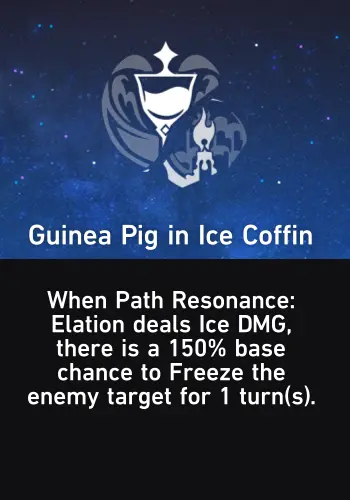 Guinea Pig in Ice Coffin
When Path Resonance:
Elation deals Ice DMG,
there is a 150% base
chance to Freeze the
enemy target for 1 turn(s).